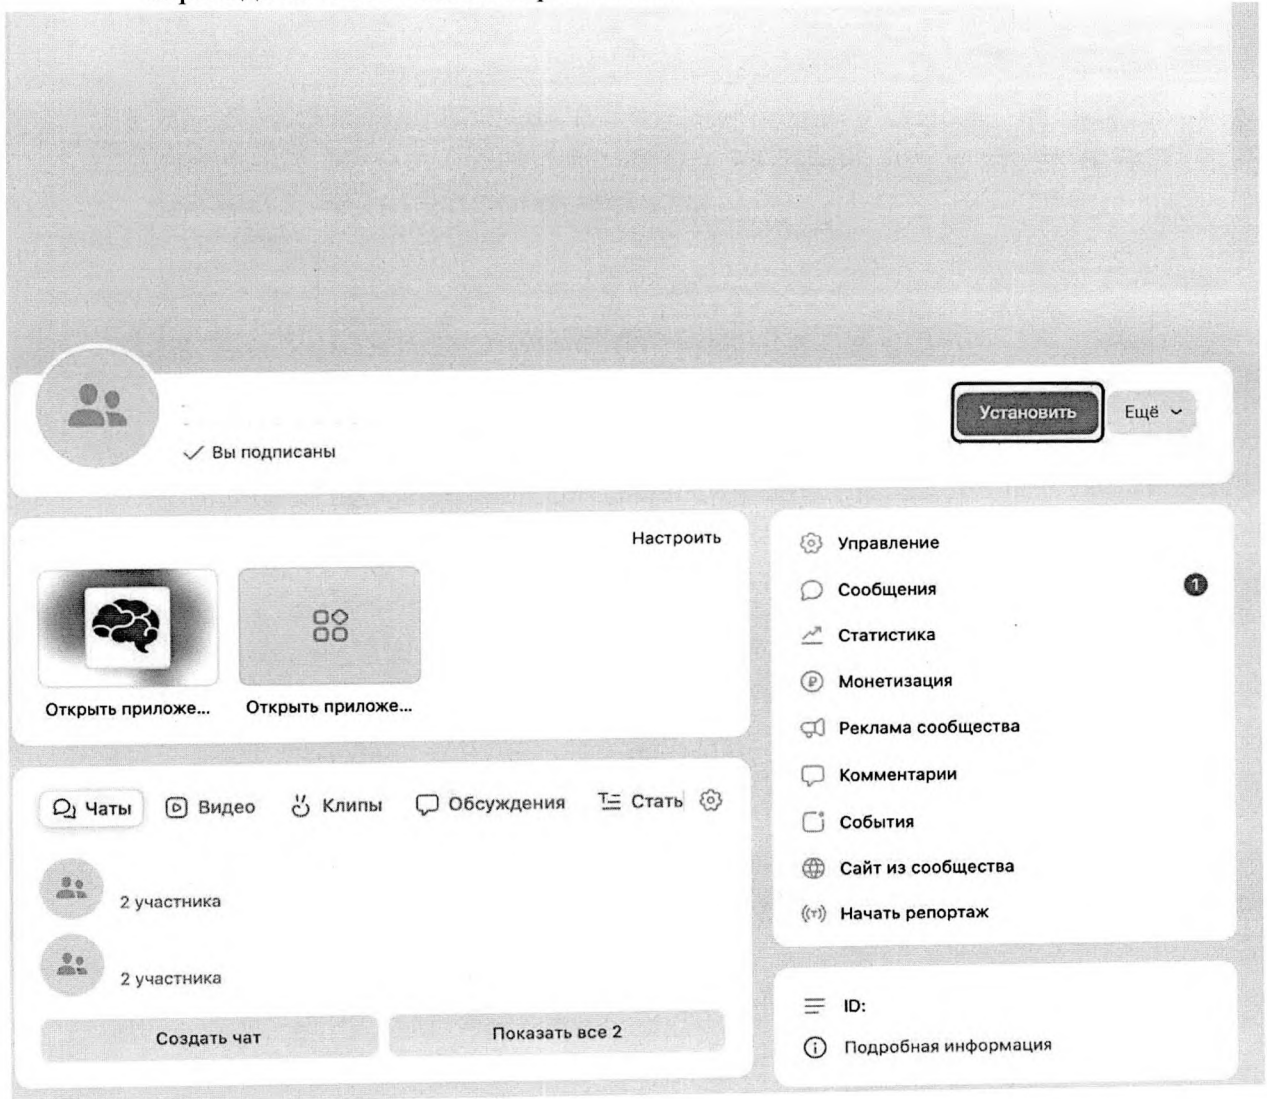 Установить
Ещё
Вы подписаны
Настроить
Открыть приложе...
Открыть приложе...
Чаты
Видео
Клипы
Обсуждения
Стать
2 участника
2 участника
Создать чат
Показать все 2
Управление
Сообщения
1
Статистика
Монетизация
Реклама сообщества
Комментарии
События
Сайт из сообщества
Начать репортаж
ID:
Подробная информация